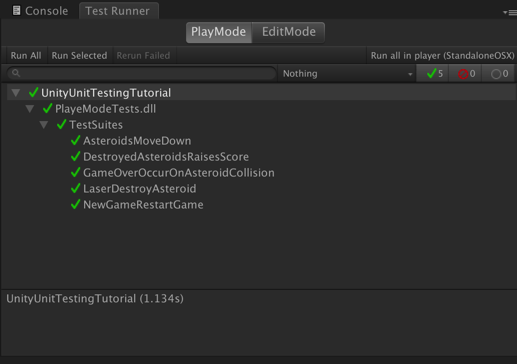 Console Test Runner
PlayMode EditMode
Run All Run Selected Rerun Failed Run all in player (StandaloneOSX)
Nothing 5 0 0
UnityUnitTestingTutorial
PlayeModeTests.dll
TestSuites
AsteroidsMoveDown
DestroyedAsteroidsRaisesScore
GameOverOccurOnAsteroidCollision
LaserDestroyAsteroid
NewGameRestartGame
UnityUnitTestingTutorial (1.134s)